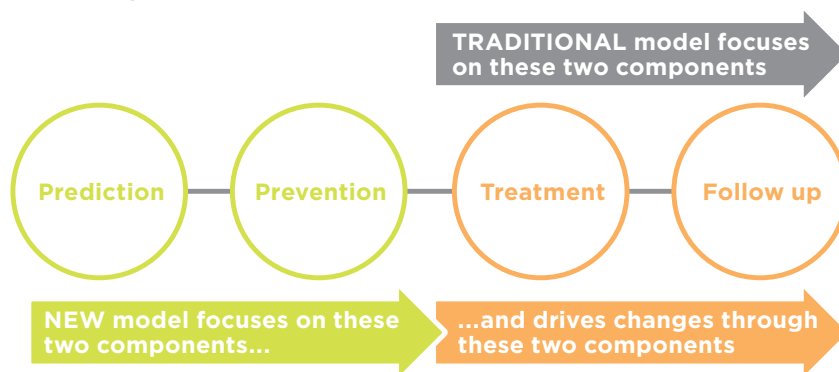 TRADITIONAL model focuses
on these two components
Prediction
Prevention
Treatment
Follow up
NEW model focuses on these
two components...
...and drives changes through
these two components